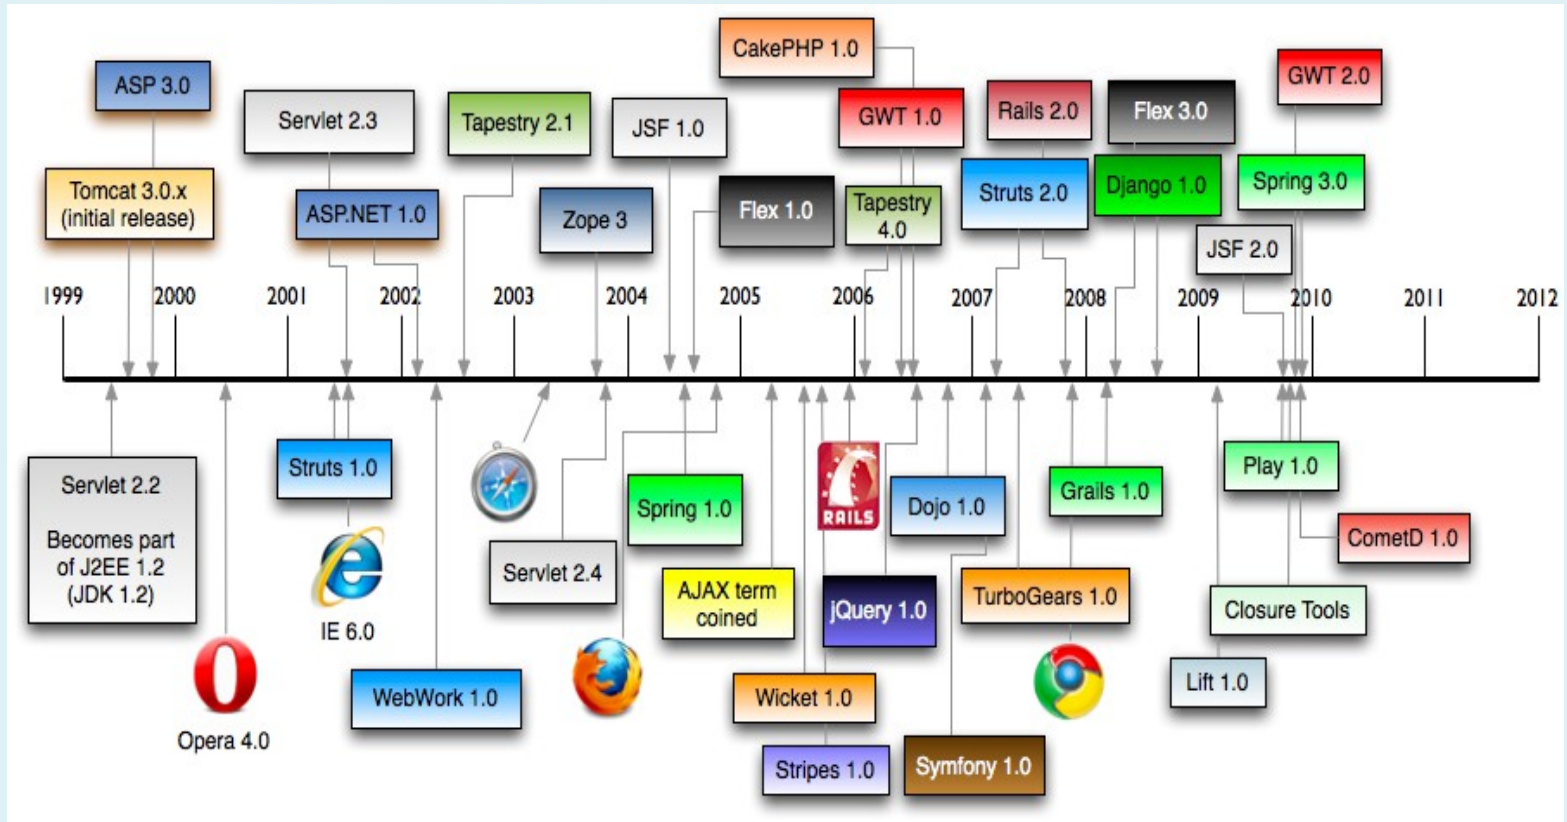 CakePHP 1.0
GWT 2.0
ASP 3.0
Servlet 2.3
Tapestry 2.1
JSF 1.0
GWT 1.0
Rails 2.0
Flex 3.0
Tomcat 3.0.x
(initial release)
ASP.NET 1.0
Zope 3
Flex 1.0
Tapestry
4.0
Struts 2.0
Django 1.0
Spring 3.0
JSF 2.0
1999
2000
2001
2002
2003
2004
2005
2006
2007
2008
2009
2010
2011
2012
Servlet 2.2
Becomes part
of J2EE 1.2
(JDK 1.2)
Struts 1.0
IE 6.0
Opera 4.0
WebWork 1.0
Servlet 2.4
Spring 1.0
AJAX term
coined
RAILS
Dojo 1.0
jQuery 1.0
Wicket 1.0
Stripes 1.0
Symfony 1.0
TurboGears 1.0
Grails 1.0
Play 1.0
CometD 1.0
Closure Tools
Lift 1.0